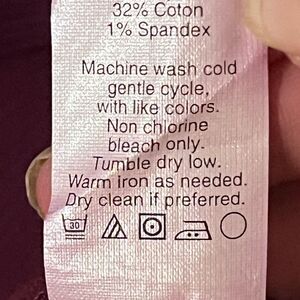 32% Coton
1% Spandex
Machine wash cold
gentle cycle,
with like colors.
Non chlorine
bleach only.
Tumble dry low.
Warm iron as needed.
Dry clean if preferred.
30